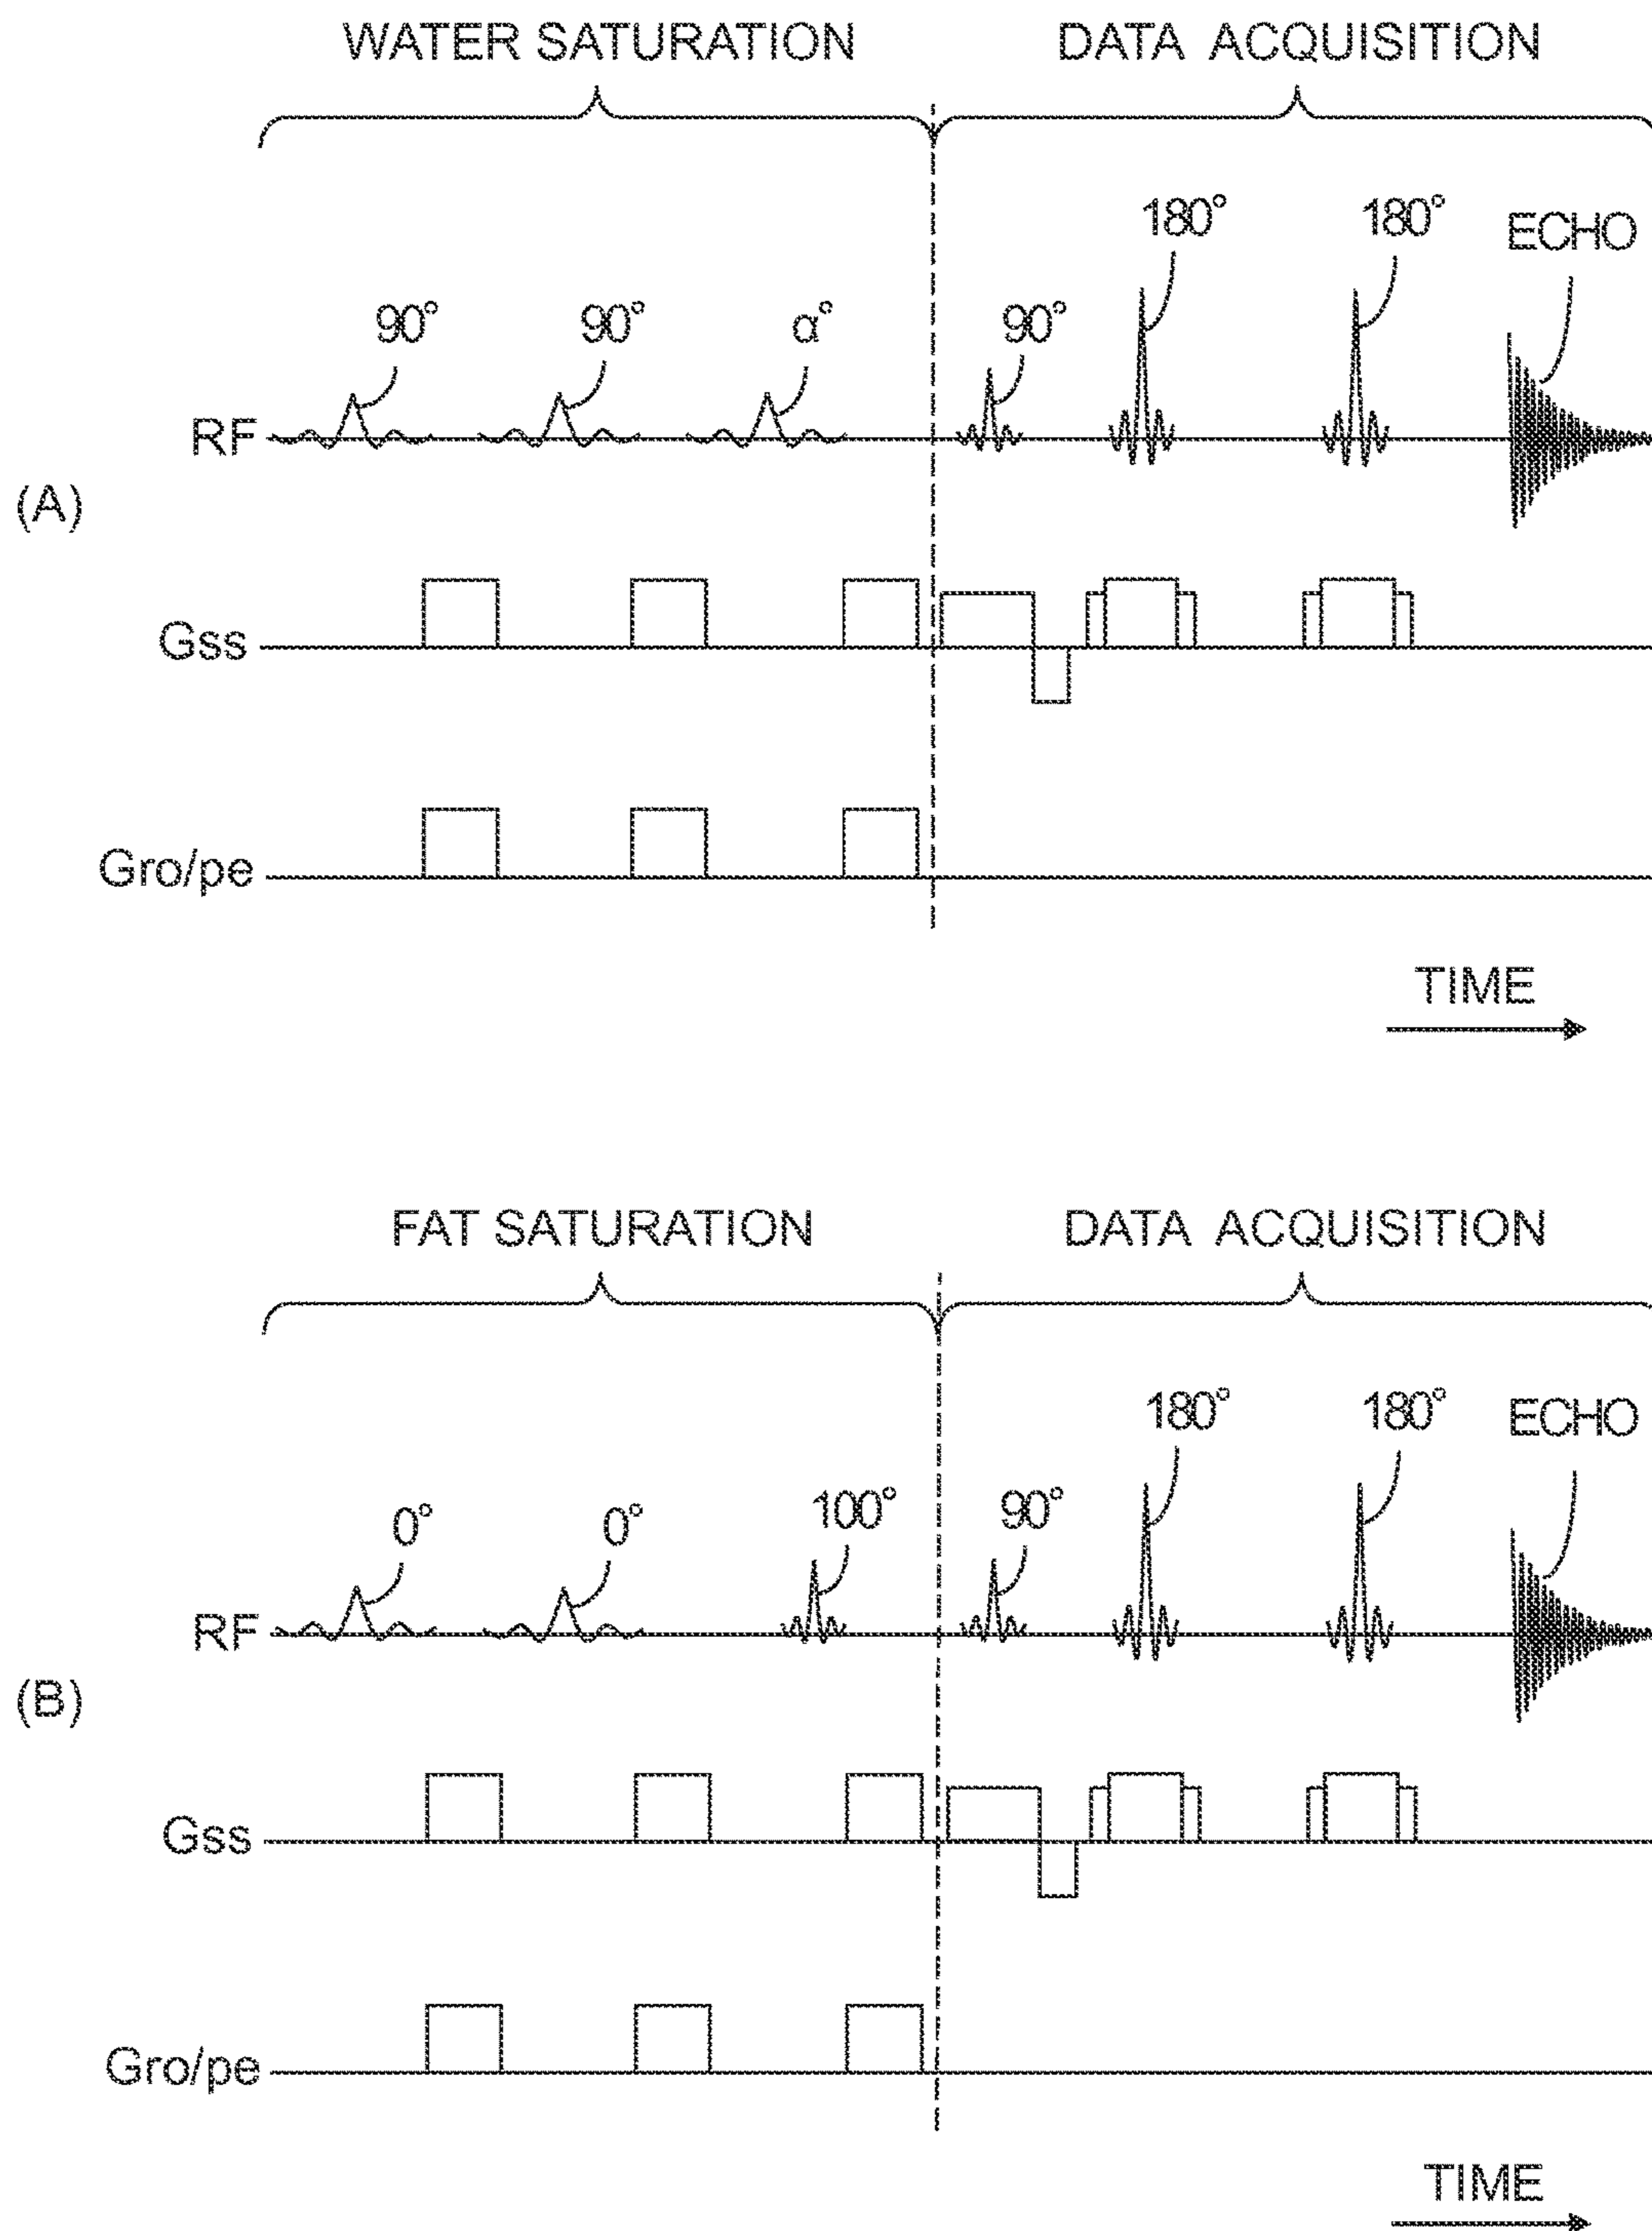 WATER SATURATION DATA ACQUISITION
180° 180° ECHO
90° 90° α° 90°
RF
(A)
Gss
Gro/pe
TIME
FAT SATURATION DATA ACQUISITION
180° 180° ECHO
0° 0° 100° 90°
RF
(B)
Gss
Gro/pe
TIME